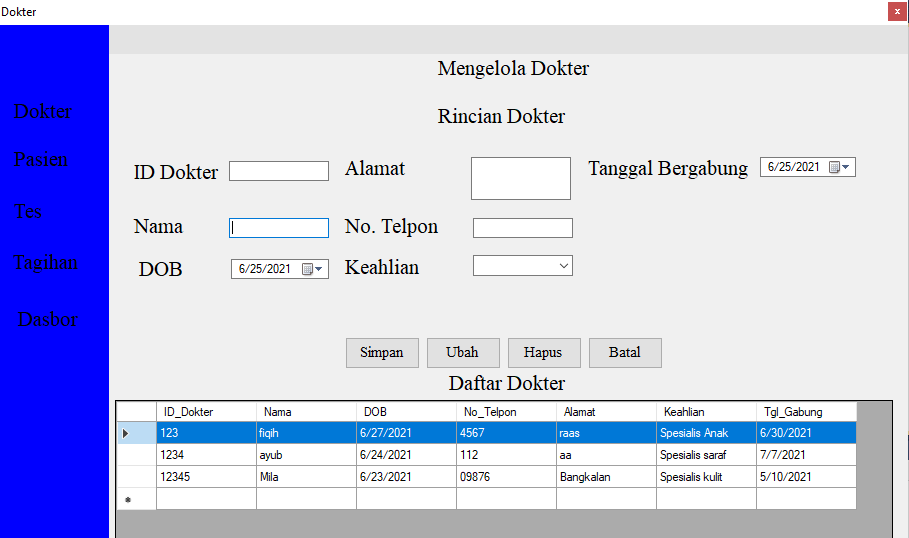 Dokter
x
Mengelola Dokter
Rincian Dokter
Dokter
Pasien
Tes
Tagihan
Dasbor
ID Dokter
Alamat
Tanggal Bergabung 6/25/2021
Nama
No. Telpon
DOB 6/25/2021
Keahlian
Simpan Ubah Hapus Batal
Daftar Dokter
ID_Dokter Nama DOB No_Telpon Alamat Keahlian Tgl_Gabung
123 fiqih 6/27/2021 4567 raas Spesialis Anak 6/30/2021
1234 ayub 6/24/2021 112 aa Spesialis saraf 7/7/2021
12345 Mila 6/23/2021 09876 Bangkalan Spesialis kulit 5/10/2021